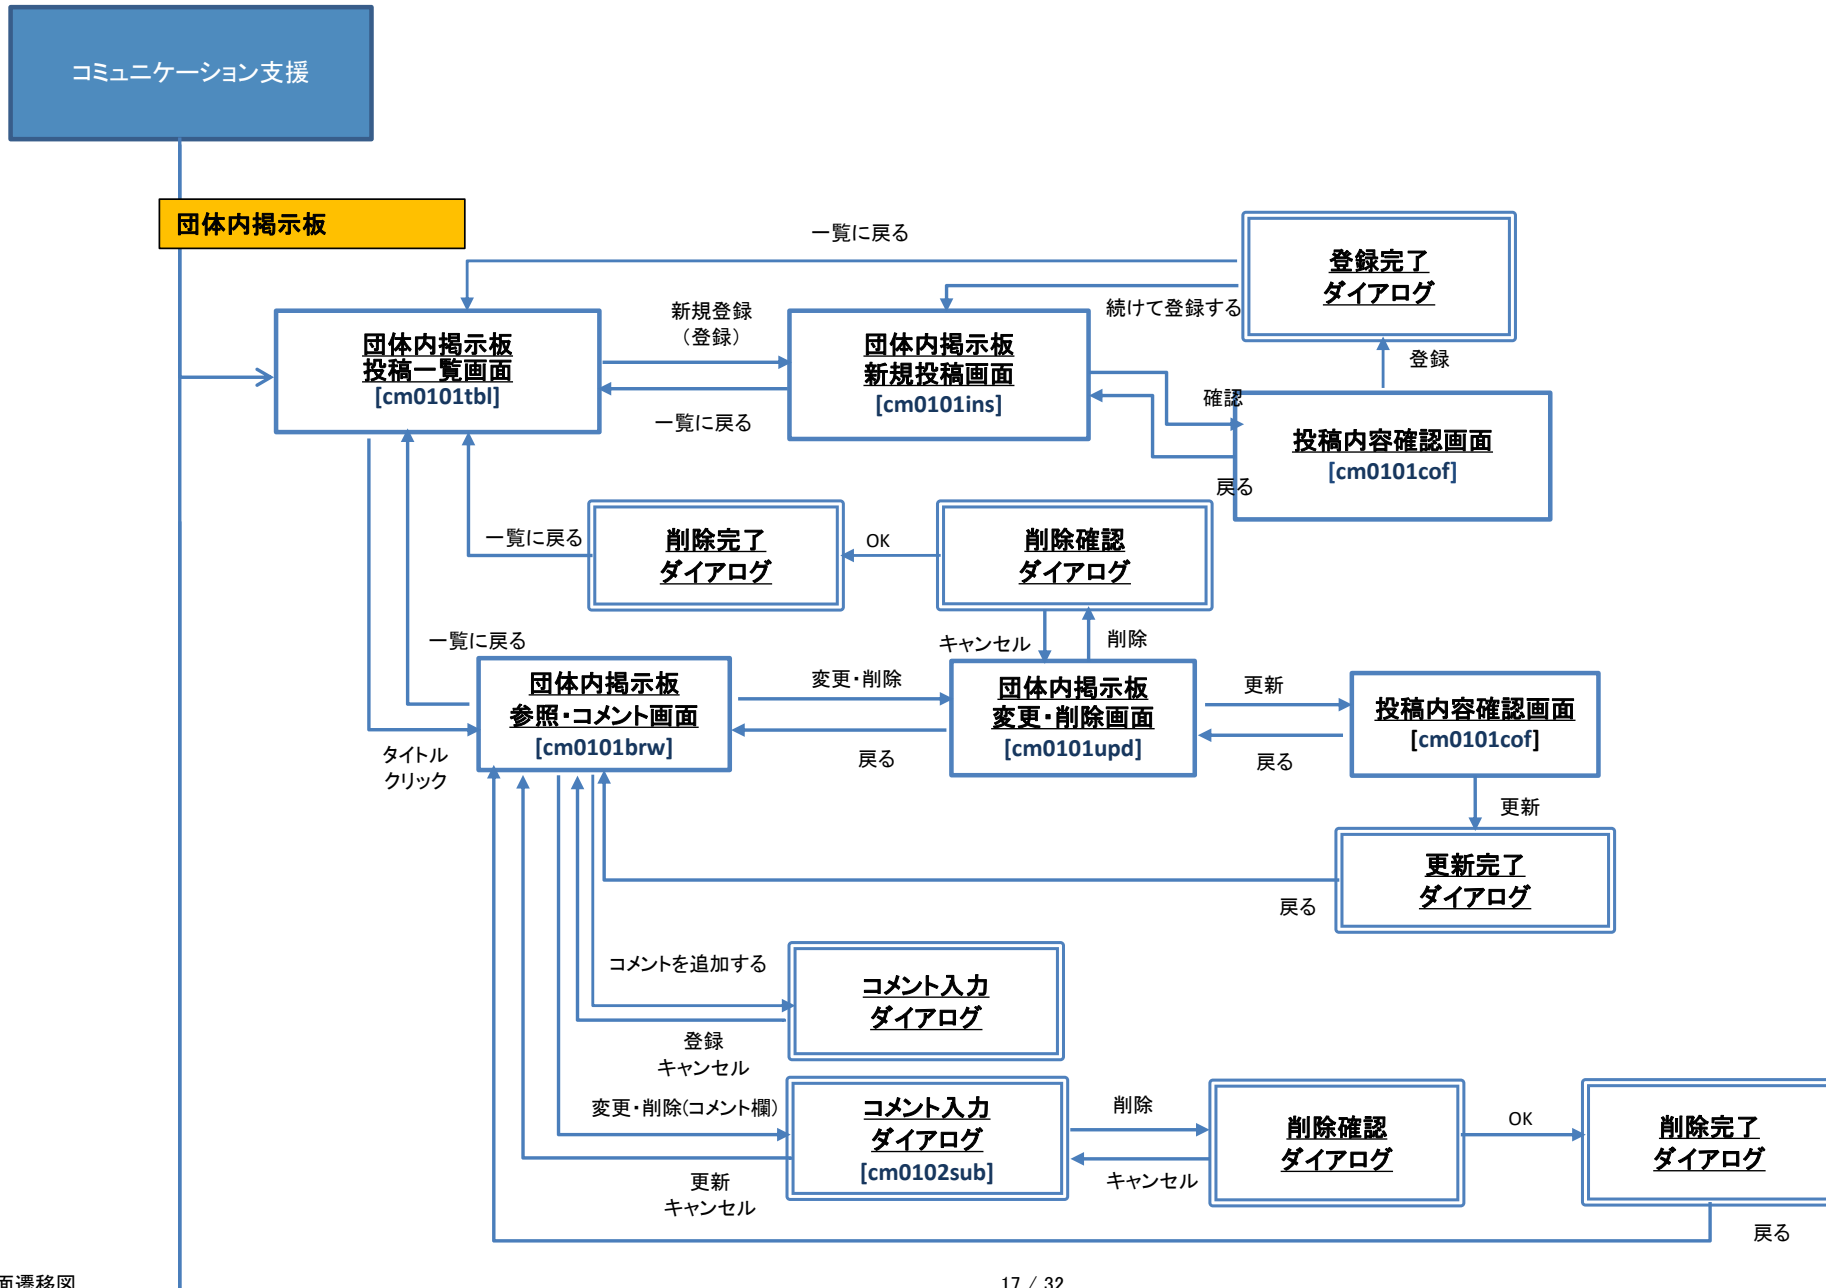 コミュニケーション支援
団体内掲示板
一覧に戻る
登録完了
ダイアログ
続けて登録する
新規登録
（登録）
団体内掲示板
投稿一覧画面
[cm0101tbl]
団体内掲示板
新規投稿画面
[cm0101ins]
一覧に戻る
登録
確認
投稿内容確認画面
[cm0101cof]
戻る
一覧に戻る
削除完了
ダイアログ
OK
削除確認
ダイアログ
キャンセル
削除
一覧に戻る
団体内掲示板
参照・コメント画面
[cm0101brw]
変更・削除
団体内掲示板
変更・削除画面
[cm0101upd]
更新
投稿内容確認画面
[cm0101cof]
タイトル
クリック
戻る
戻る
更新
更新完了
ダイアログ
戻る
コメントを追加する
コメント入力
ダイアログ
登録
キャンセル
変更・削除(コメント欄)
コメント入力
ダイアログ
[cm0102sub]
削除
削除確認
ダイアログ
OK
削除完了
ダイアログ
更新
キャンセル
キャンセル
戻る
面遷移図
17 / 32